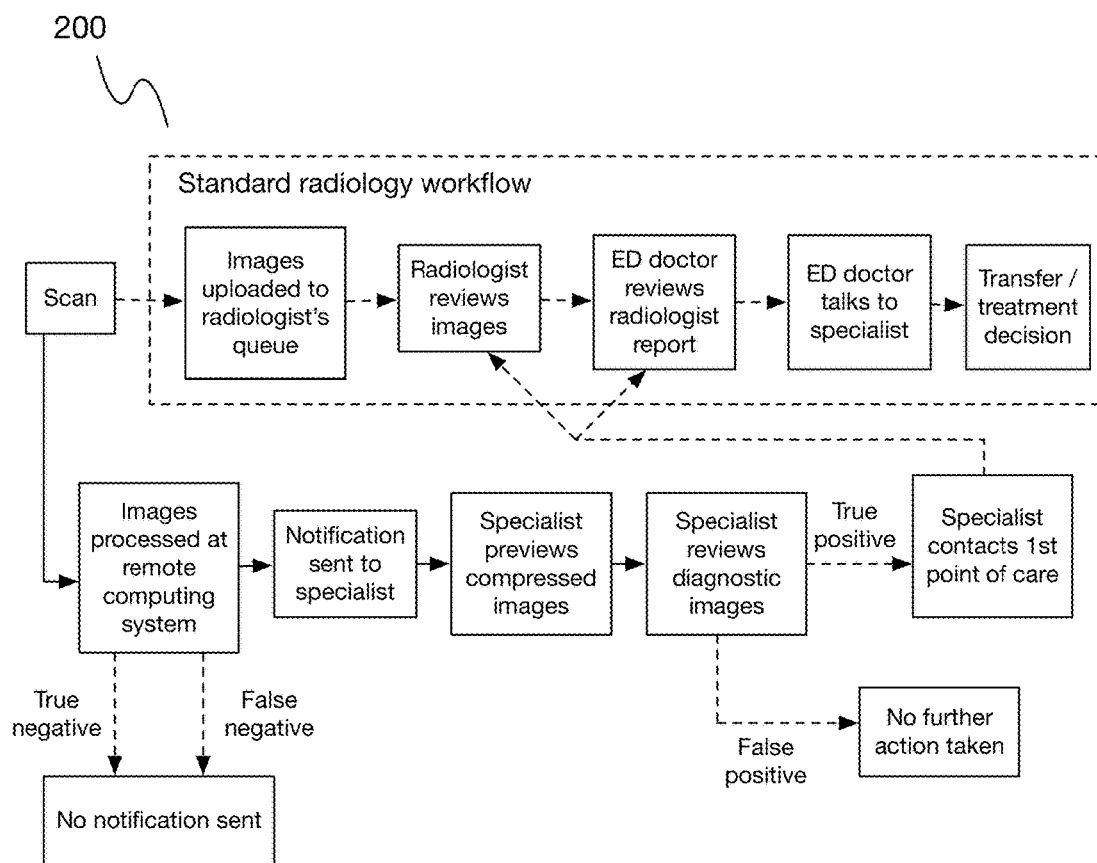 200
Standard radiology workflow
Scan
Images
uploaded to
radiologist's
queue
Radiologist
reviews
images
ED doctor
reviews
radiologist
report
ED doctor
talks to
specialist
Transfer /
treatment
decision
Images
processed at
remote
computing
system
Notification
sent to
specialist
Specialist
previews
compressed
images
Specialist
reviews
diagnostic
images
True
positive
Specialist
contacts 1st
point of care
True
negative
False
negative
False
positive
No further
action taken
No notification sent